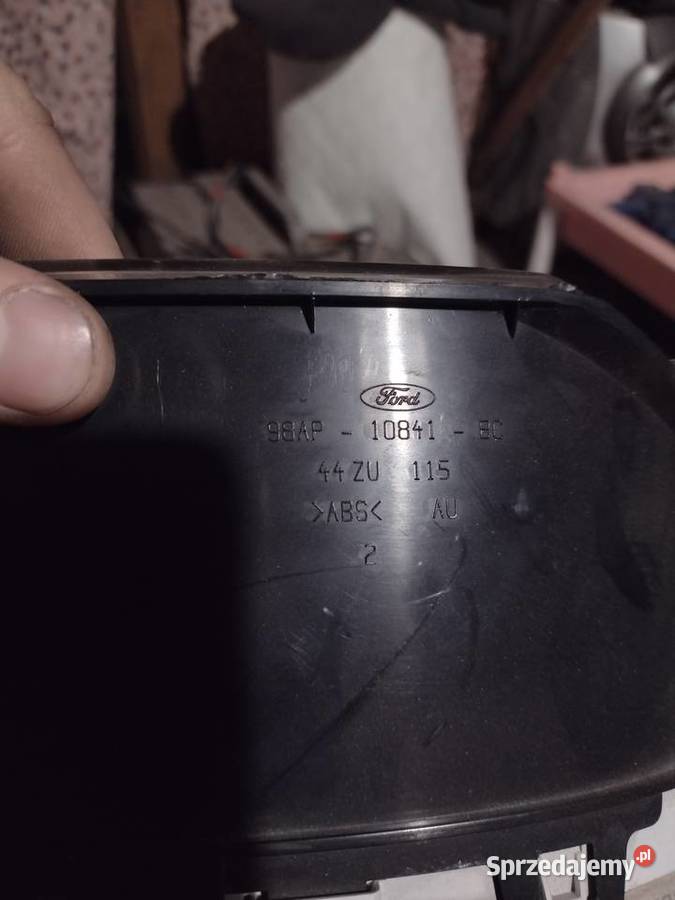 Ford
98AP - 10841 - BC
44 ZU 115
>ABS< AU
2
Sprzedajemy.pl